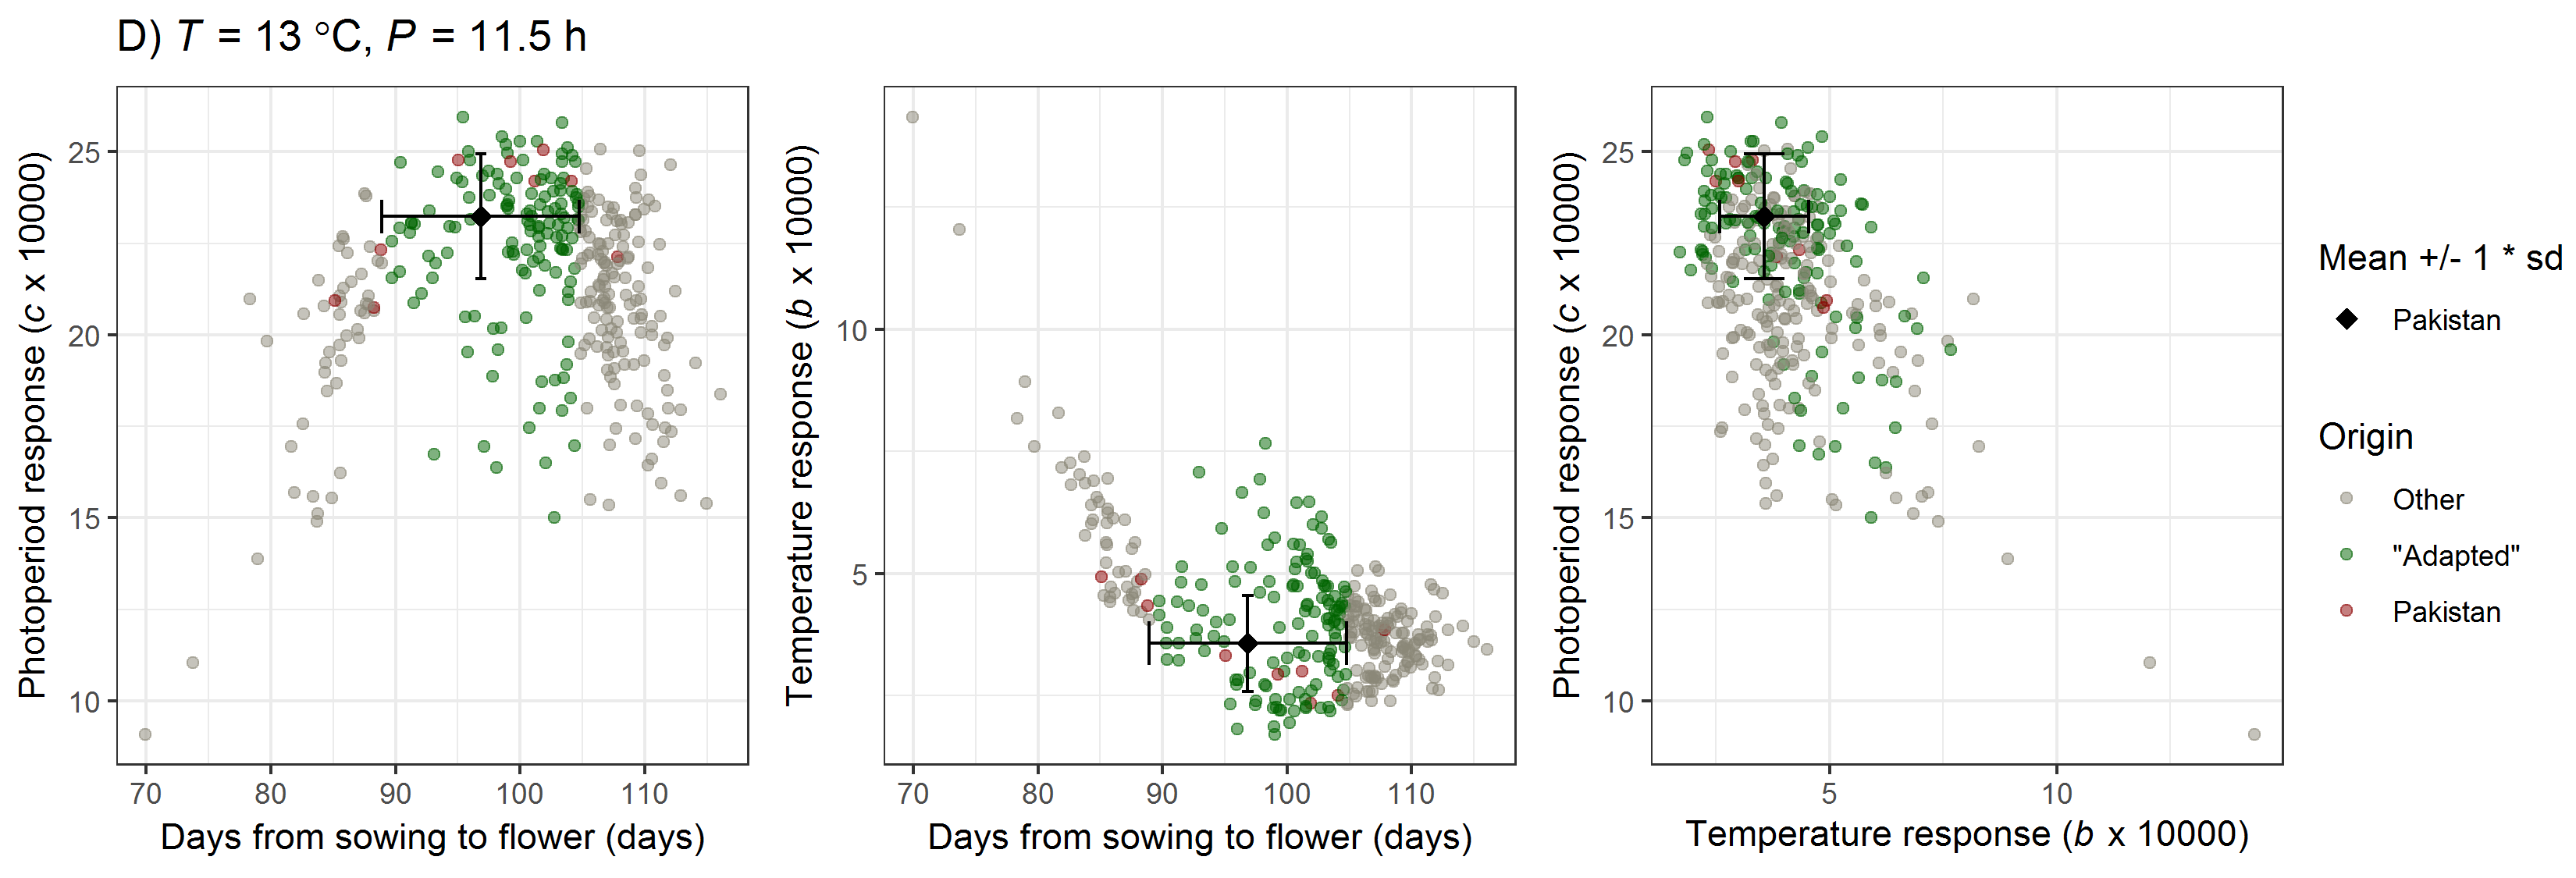 D) T = 13 °C, P = 11.5 h
Photoperiod response (c x 10000)
25
20
15
10
70 80 90 100 110
Days from sowing to flower (days)
Temperature response (b x 10000)
10
5
70 80 90 100 110
Days from sowing to flower (days)
Photoperiod response (c x 10000)
25
20
15
10
5 10
Temperature response (b x 10000)
Mean +/- 1 * sd
Pakistan
Origin
Other
"Adapted"
Pakistan